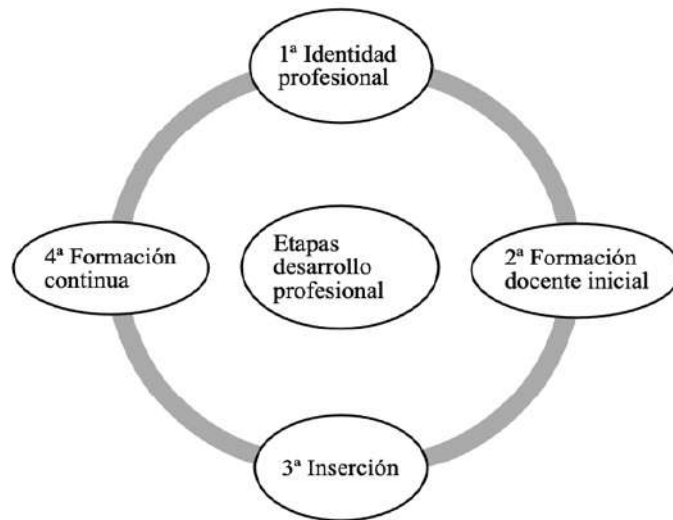 1ª Identidad
profesional
4ª Formación
continua
Etapas
desarrollo
profesional
2ª Formación
docente inicial
3ª Inserción